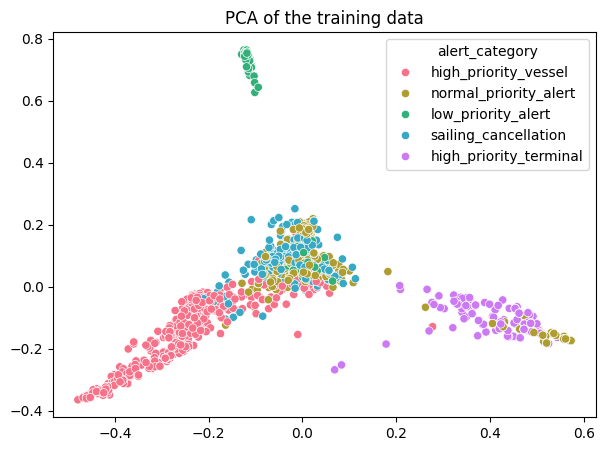 PCA of the training data
alert_category
high_priority_vessel
normal_priority_alert
low_priority_alert
sailing_cancellation
high_priority_terminal
0.8
0.6
0.4
0.2
0.0
−0.2
−0.4
−0.4 −0.2 0.0 0.2 0.4 0.6